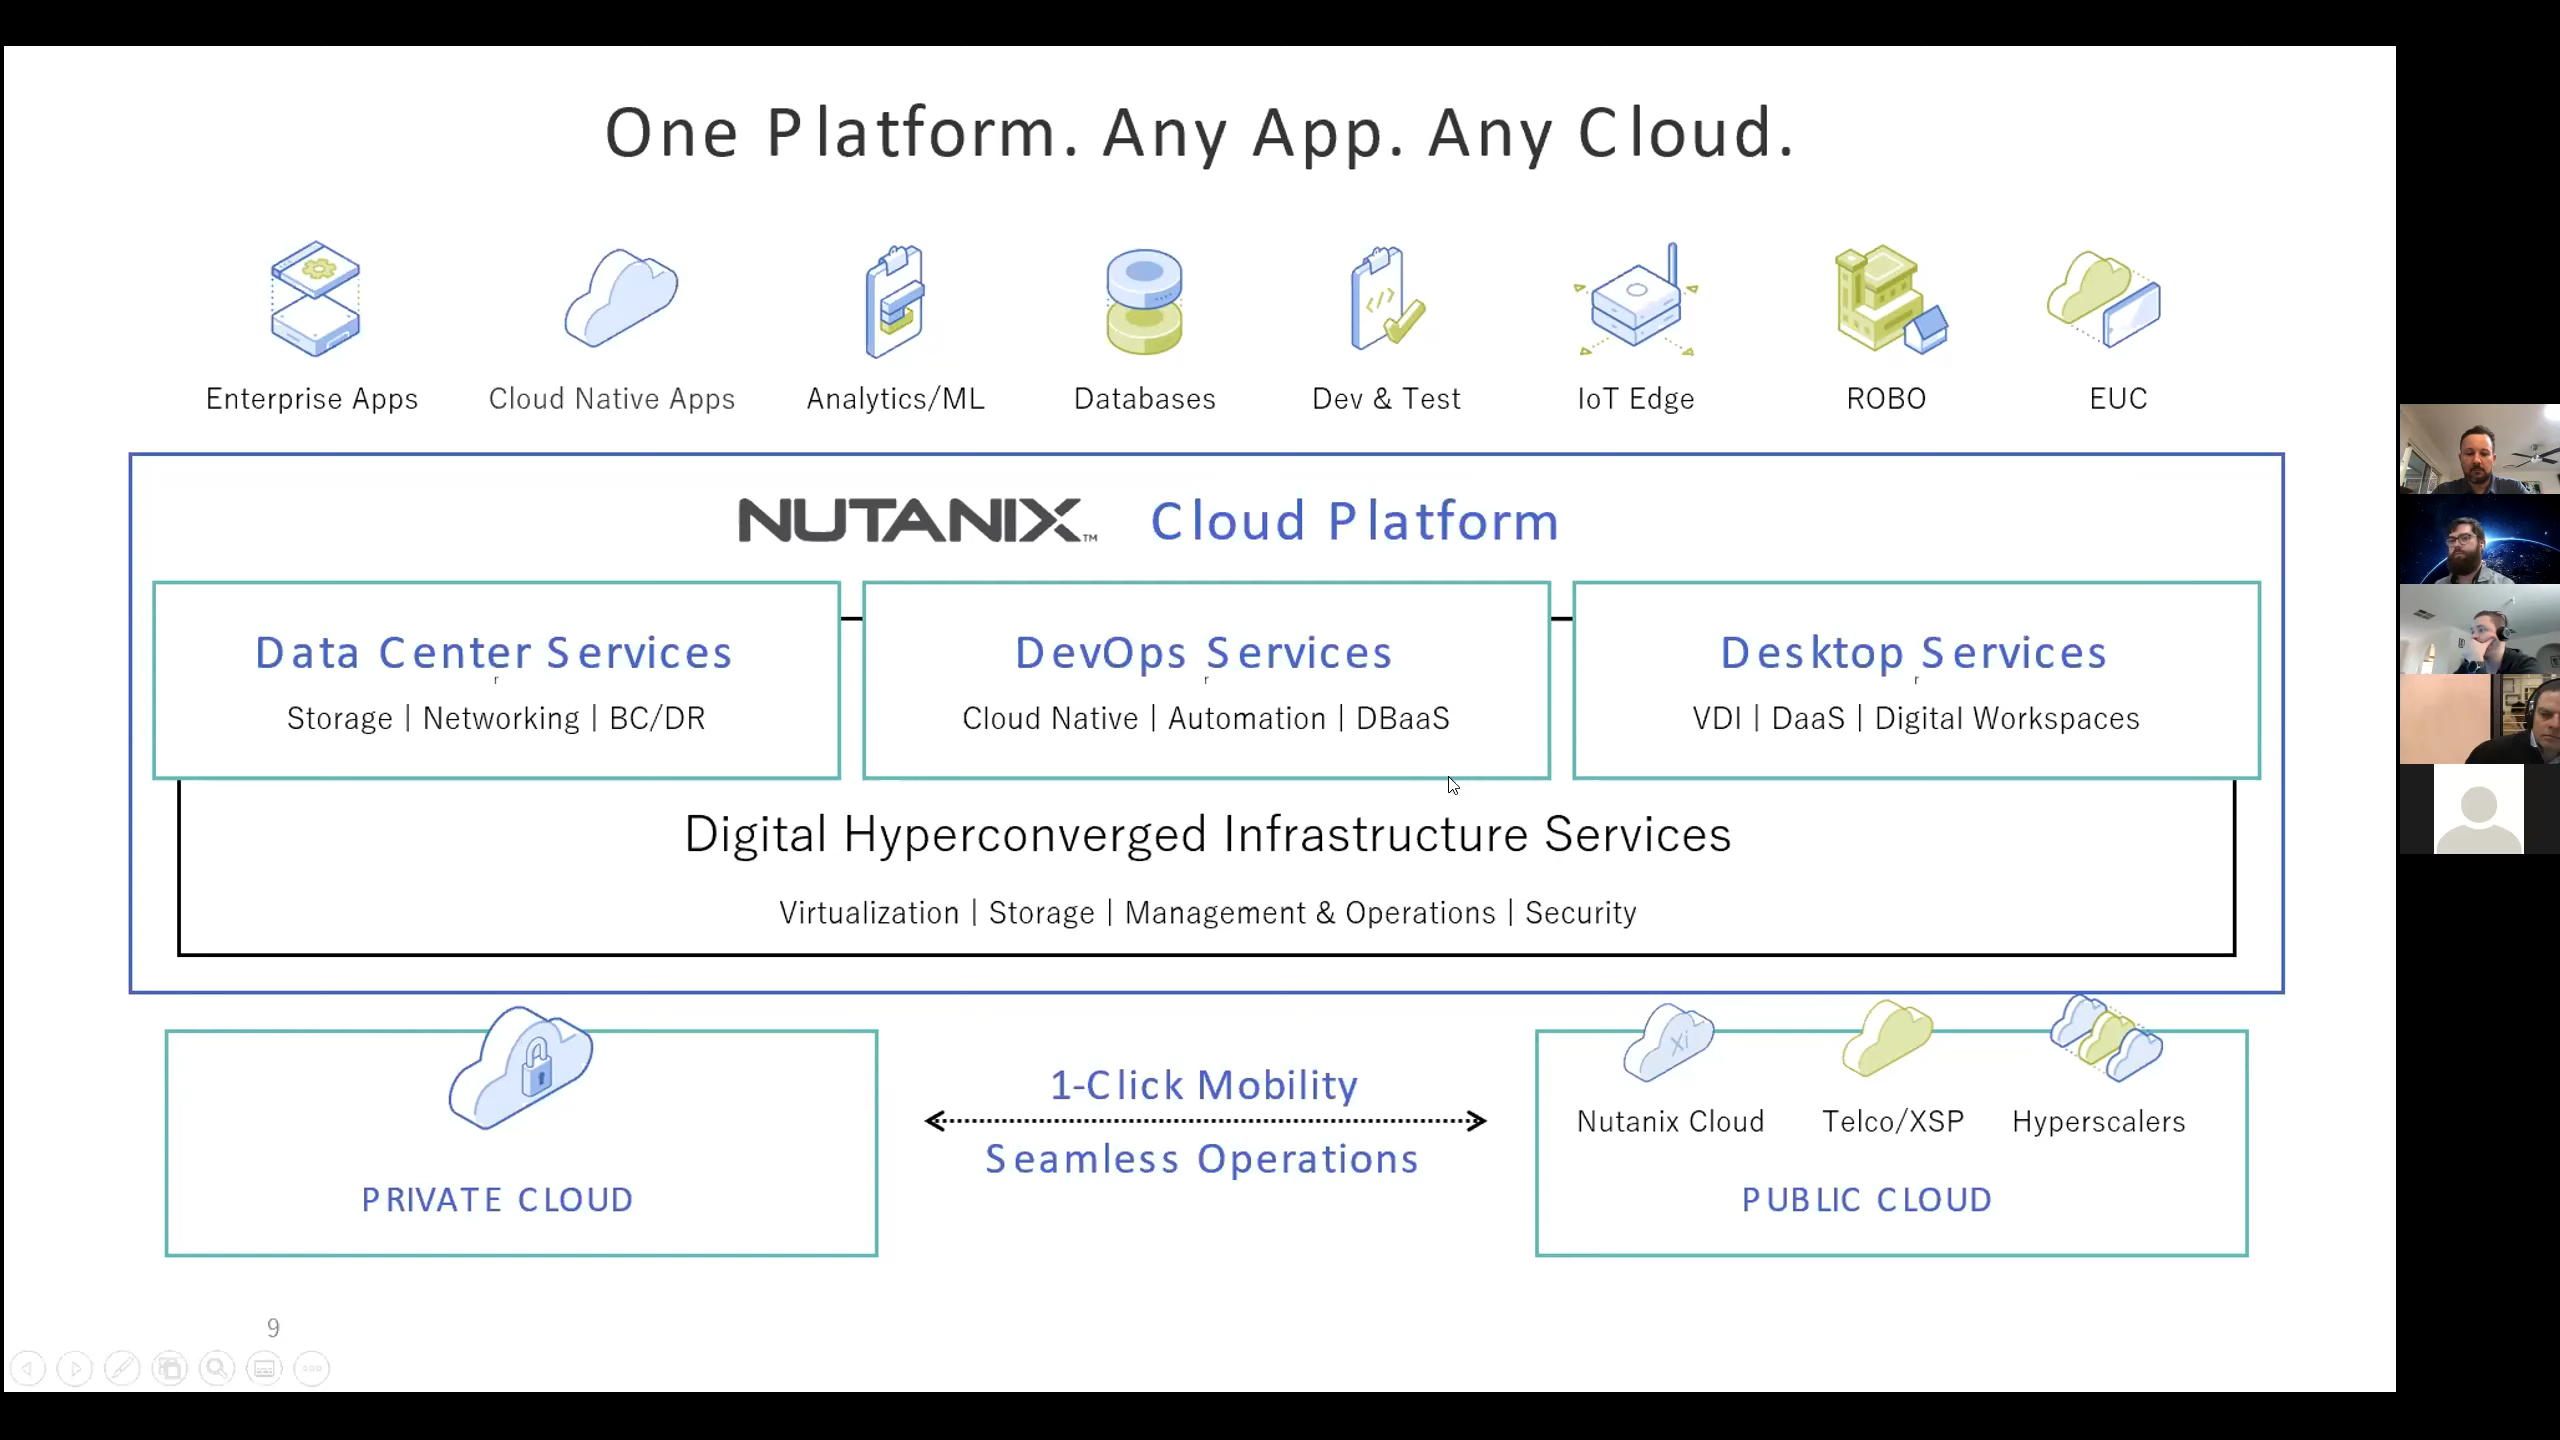 One Platform. Any App. Any Cloud.
Enterprise Apps
Cloud Native Apps
Analytics/ML
Databases
Dev & Test
IoT Edge
ROBO
EUC
NUTANIX™ Cloud Platform
Data Center Services
r
Storage | Networking | BC/DR
DevOps Services
r
Cloud Native | Automation | DBaaS
Desktop Services
r
VDI | DaaS | Digital Workspaces
Digital Hyperconverged Infrastructure Services
Virtualization | Storage | Management & Operations | Security
PRIVATE CLOUD
1-Click Mobility
Seamless Operations
Xi
Nutanix Cloud
Telco/XSP
Hyperscalers
PUBLIC CLOUD
9